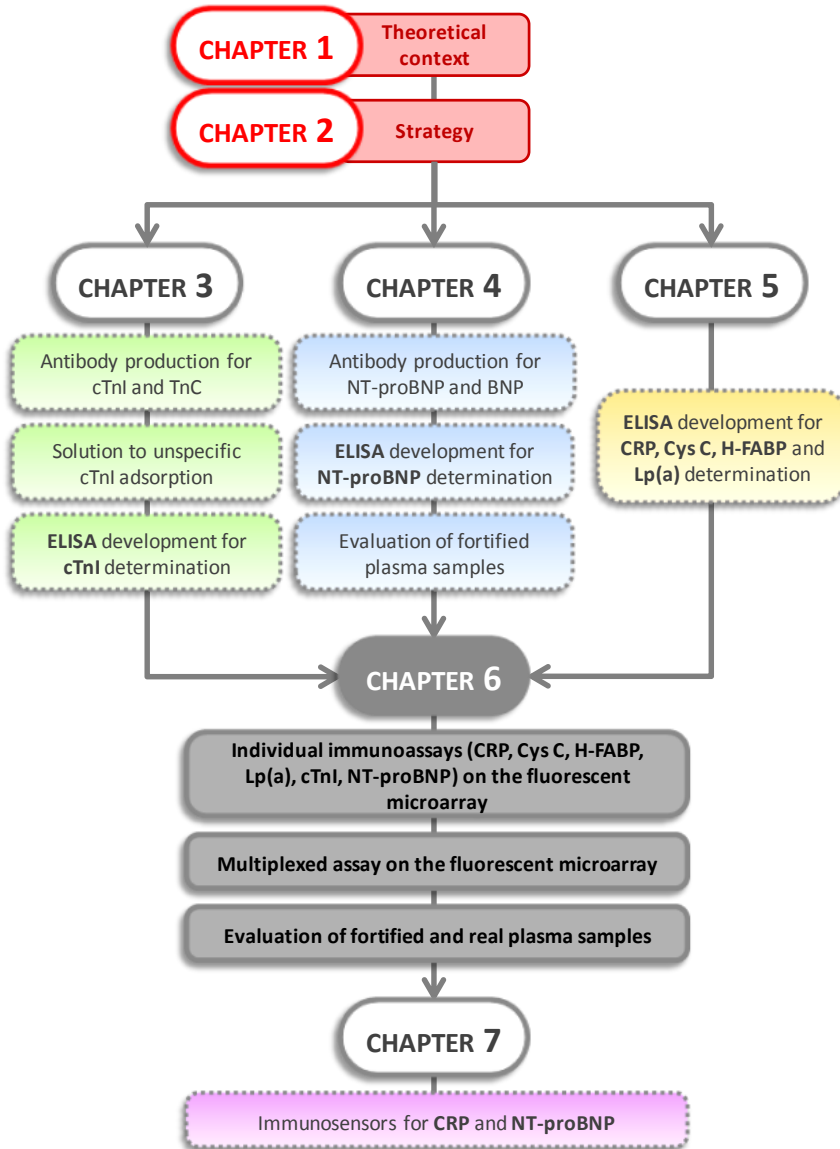 CHAPTER 1
Theoretical
context
CHAPTER 2
Strategy
CHAPTER 3
CHAPTER 4
CHAPTER 5
Antibody production for
cTnI and TnC
Solution to unspecific
cTnI adsorption
ELISA development for
cTnI determination
Antibody production for
NT-proBNP and BNP
ELISA development for
NT-proBNP determination
Evaluation of fortified
plasma samples
ELISA development for
CRP, Cys C, H-FABP and
Lp(a) determination
CHAPTER 6
Individual immunoassays (CRP, Cys C, H-FABP,
Lp(a), cTnI, NT-proBNP) on the fluorescent
microarray
Multiplexed assay on the fluorescent microarray
Evaluation of fortified and real plasma samples
CHAPTER 7
Immunosensors for CRP and NT-proBNP